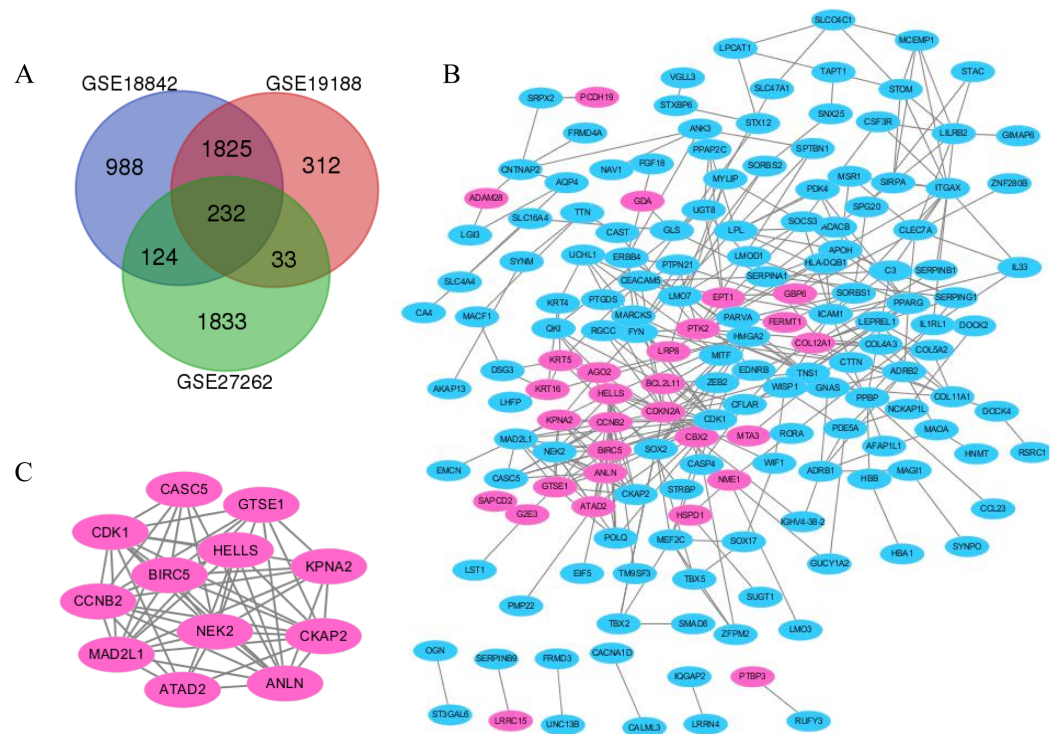 A
GSE18842
GSE19188
988
1825
312
232
124
33
1833
GSE27262
B
SLCO4C1
LPCAT1
MCEMP1
VGLL3
TAPT1
STAC
SRPX2
PCDH19
STXBP6
SLC47A1
STOM
SNX25
CSF3R
FRMD4A
ANK3
STX12
LILRB2
GIMAP6
PPAP2C
SPTBN1
CNTNAP2
NAV1
FGF18
SORBS2
MSR1
AQP4
MYLIP
PDK4
SIRPA
ITGAX
ZNF280B
ADAM28
GDA
SPG20
SLC16A4
TTN
UGT8
SOCS3
LGI3
CAST
GLS
LPL
ACACB
CLEC7A
UCHL1
ERBB4
LMOD1
APOH
SYNM
PTPN21
HLA-DQB1
IL33
SLC4A4
CEACAM5
SERPINA1
C3
SERPINB1
CA4
MACF1
KRT4
PTGDS
LMO7
EPT1
GBP6
SORBS1
PPARG
SERPING1
MARCKS
PARVA
FERMT1
ICAM1
LEPREL1
IL1RL1
DOCK2
QKI
RGCC
FYN
PTK2
HMGA2
COL12A1
COL4A3
COL5A2
KRT5
LRP8
MITF
CTTN
AKAP13
DSG3
AGO2
EDNRB
TNS1
ADRB2
KRT16
BCL2L11
ZEB2
WISP1
GNAS
COL11A1
LHFP
HELLS
CFLAR
PPBP
KPNA2
CCNB2
CDKN2A
CDK1
NCKAP1L
DOCK4
MAD2L1
CBX2
MTA3
RORA
PDE5A
MAOA
NEK2
BIRC5
SOX2
AFAP1L1
HNMT
RSRC1
EMCN
CASC5
ANLN
CASP4
WIF1
ADRB1
MAGI1
GTSE1
CKAP2
STRBP
NME1
HBB
SAPCD2
G2E3
ATAD2
HSPD1
IGHV4-38-2
CCL23
POLQ
MEF2C
SOX17
HBA1
SYNPO
LST1
EIF5
TM9SF3
TBX5
GUCY1A2
PMP22
SUGT1
TBX2
SMAD6
ZFPM2
LMO3
OGN
SERPINB9
FRMD3
CACNA1D
IQGAP2
PTBP3
ST3GAL6
LRRC15
UNC13B
CALML3
LRRN4
RUFY3
C
CASC5
GTSE1
CDK1
HELLS
BIRC5
KPNA2
CCNB2
NEK2
CKAP2
MAD2L1
ATAD2
ANLN